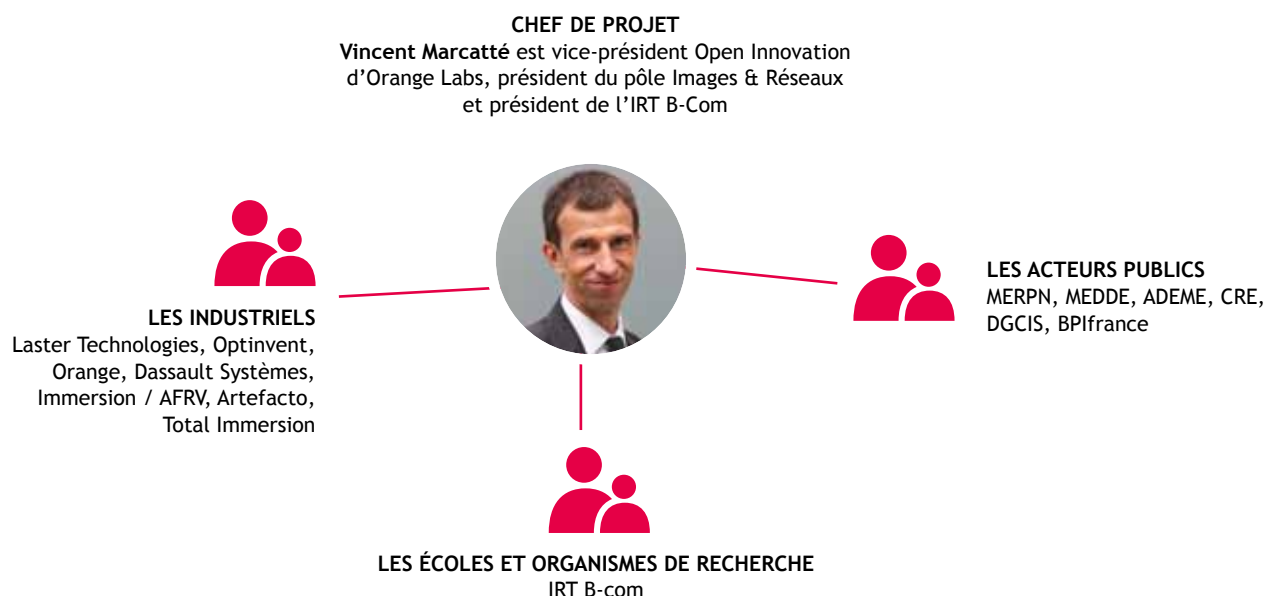 CHEF DE PROJET
Vincent Marcatté est vice-président Open Innovation
d’Orange Labs, président du pôle Images & Réseaux
et président de l’IRT B-Com
LES INDUSTRIELS
Laster Technologies, Optinvent,
Orange, Dassault Systèmes,
Immersion / AFRV, Artefacto,
Total Immersion
LES ACTEURS PUBLICS
MERPN, MEDDE, ADEME, CRE,
DGCIS, BPIfrance
LES ÉCOLES ET ORGANISMES DE RECHERCHE
IRT B-com